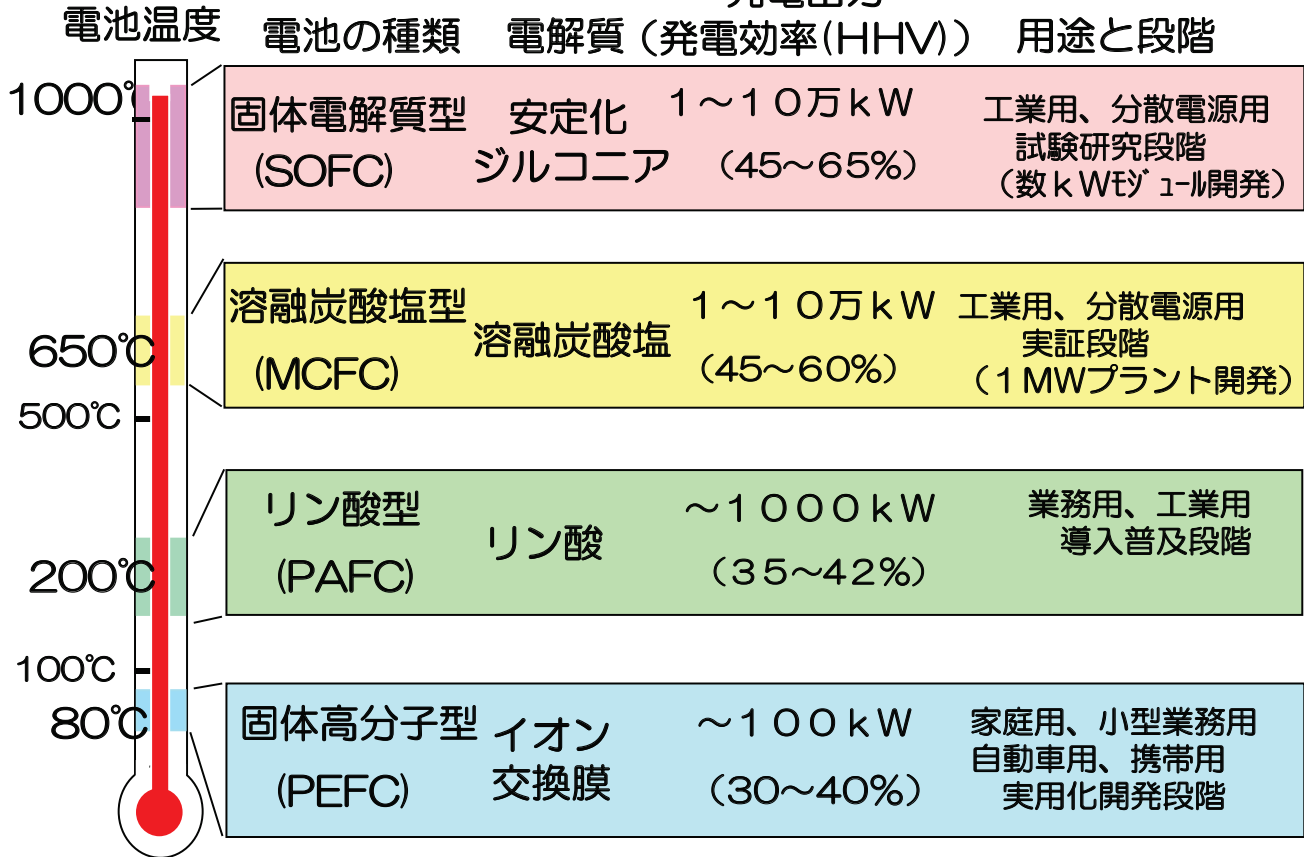 電池温度 電池の種類 電解質 （発電効率(HHV)） 用途と段階
1000℃
固体電解質型
(SOFC)
安定化
ジルコニア
１～１０万ｋW
（45～65%）
工業用、分散電源用
試験研究段階
（数ｋWﾓｼﾞｭｰﾙ開発）
650℃
溶融炭酸塩型
(MCFC)
溶融炭酸塩
１～１０万ｋW
（45～60%）
工業用、分散電源用
実証段階
（１MWプラント開発）
500℃
200℃
リン酸型
(PAFC)
リン酸
～１０００ｋW
（３５～４２%）
業務用、工業用
導入普及段階
100℃
80℃
固体高分子型
(PEFC)
イオン
交換膜
～１００ｋW
（30～40%）
家庭用、小型業務用
自動車用、携帯用
実用化開発段階